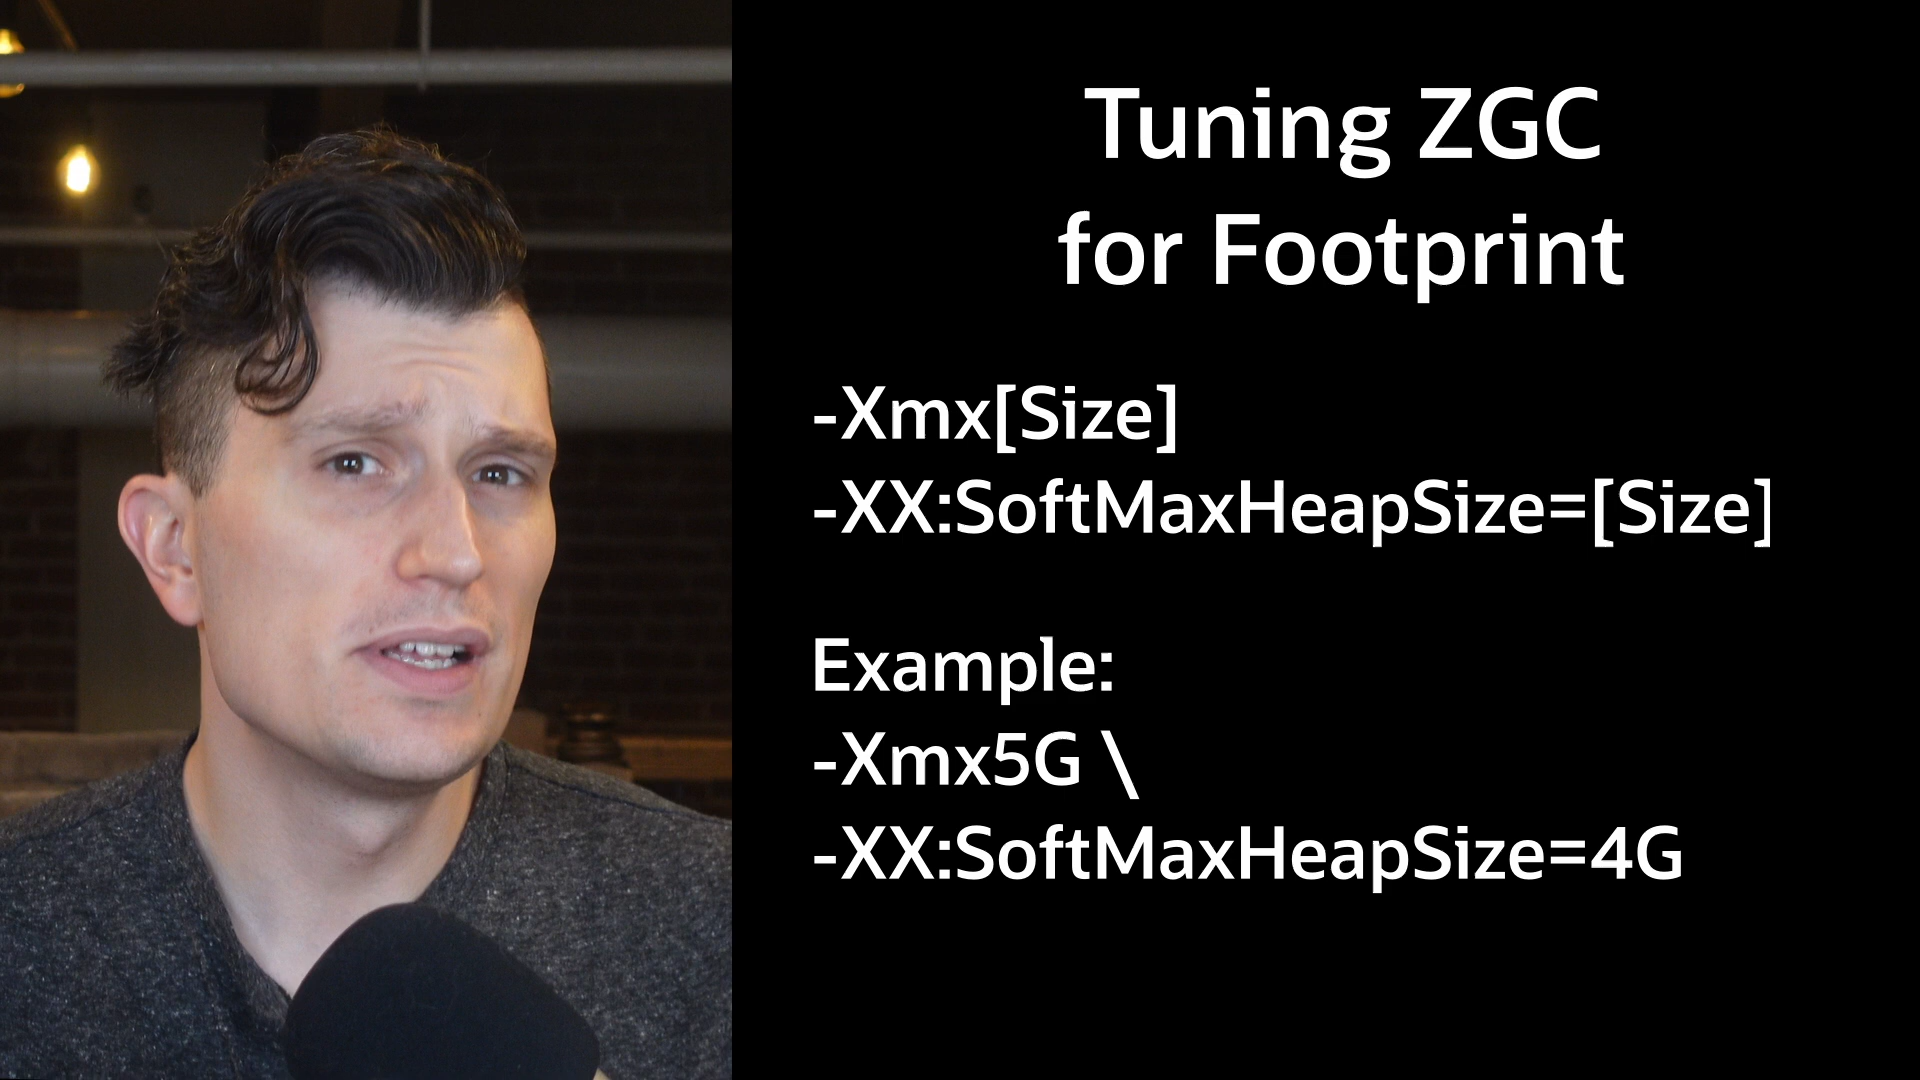 Tuning ZGC
for Footprint
-Xmx[Size]
-XX:SoftMaxHeapSize=[Size]
Example:
-Xmx5G \
-XX:SoftMaxHeapSize=4G